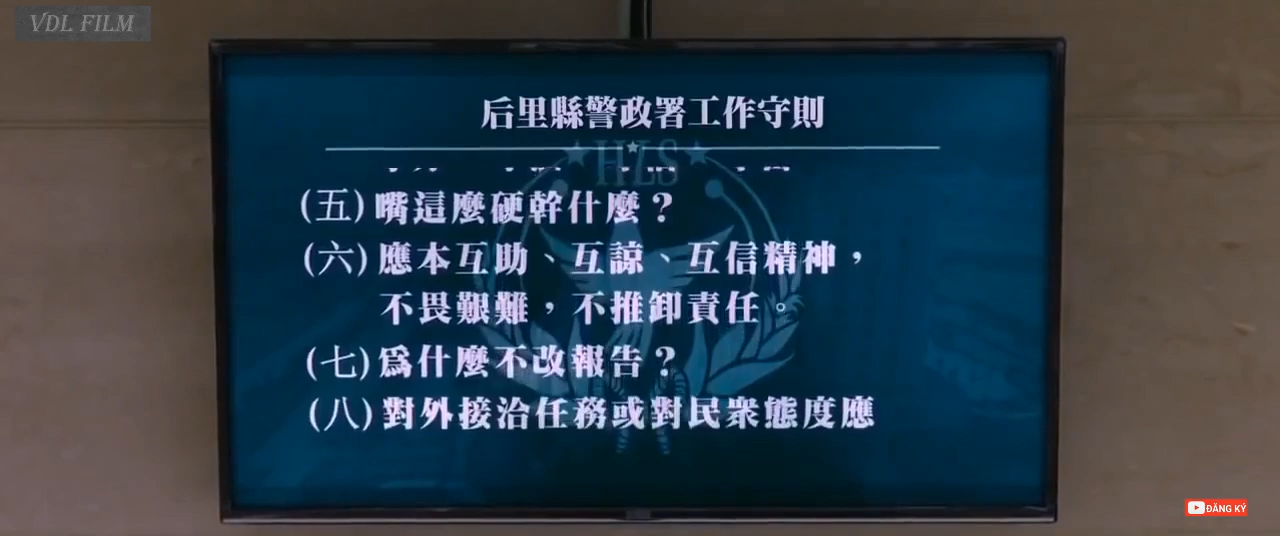 VDL FILM
后里縣警政署工作守則
HLS
(五)嘴這麼硬幹什麼？
(六)應本互助、互諒、互信精神，
不畏艱難，不推卸責任。
(七)爲什麼不改報告？
(八)對外接洽任務或對民衆態度應
ĐĂNG KÝ